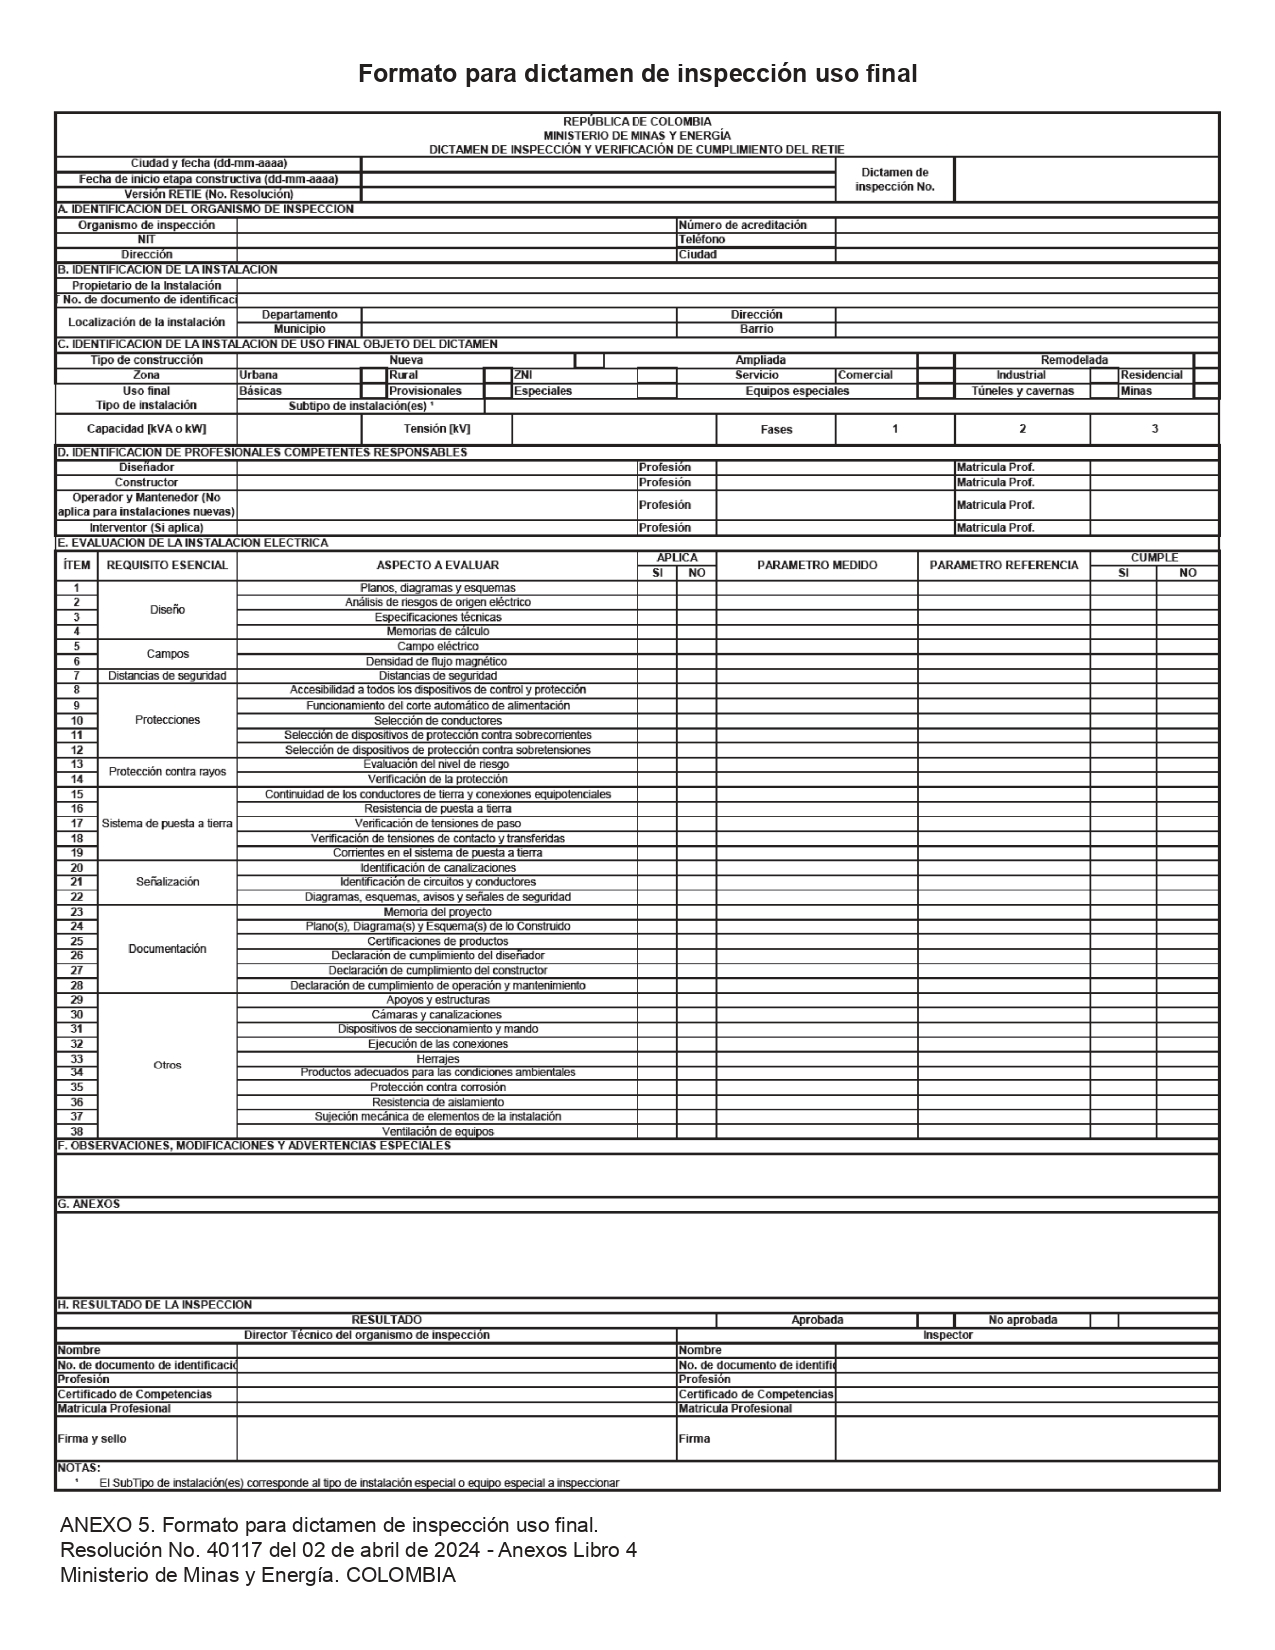 Formato para dictamen de inspección uso final
REPÚBLICA DE COLOMBIA
MINISTERIO DE MINAS Y ENERGÍA
DICTAMEN DE INSPECCIÓN Y VERIFICACIÓN DE CUMPLIMIENTO DEL RETIE
Ciudad y fecha (dd-mm-aaaa)
Fecha de inicio etapa constructiva (dd-mm-aaaa)
Versión RETIE (No. Resolución)
Dictamen de
inspección No.
A. IDENTIFICACION DEL ORGANISMO DE INSPECCION
Organismo de inspección Número de acreditación
NIT Teléfono
Dirección Ciudad
B. IDENTIFICACION DE LA INSTALACION
Propietario de la Instalación
No. de documento de identificaci
Localización de la instalación
Departamento Dirección
Municipio Barrio
C. IDENTIFICACION DE LA INSTALACION DE USO FINAL OBJETO DEL DICTAMEN
Tipo de construcción Nueva Ampliada Remodelada
Zona Urbana Rural ZNI Servicio Comercial Industrial Residencial
Uso final Básicas Provisionales Especiales Equipos especiales Túneles y cavernas Minas
Tipo de instalación Subtipo de instalación(es) ¹
Capacidad [kVA o kW] Tensión [kV] Fases 1 2 3
D. IDENTIFICACION DE PROFESIONALES COMPETENTES RESPONSABLES
Diseñador Profesión Matricula Prof.
Constructor Profesión Matricula Prof.
Operador y Mantenedor (No
aplica para instalaciones nuevas) Profesión Matricula Prof.
Interventor (Si aplica) Profesión Matricula Prof.
E. EVALUACION DE LA INSTALACION ELECTRICA
ÍTEM REQUISITO ESENCIAL ASPECTO A EVALUAR APLICA PARAMETRO MEDIDO PARAMETRO REFERENCIA CUMPLE
SI NO SI NO
1 Planos, diagramas y esquemas
2 Análisis de riesgos de origen eléctrico
Diseño
3 Especificaciones técnicas
4 Memorias de cálculo
5 Campo eléctrico
Campos
6 Densidad de flujo magnético
7 Distancias de seguridad Distancias de seguridad
8 Accesibilidad a todos los dispositivos de control y protección
9 Funcionamiento del corte automático de alimentación
10 Protecciones Selección de conductores
11 Selección de dispositivos de protección contra sobrecorrientes
12 Selección de dispositivos de protección contra sobretensiones
13 Evaluación del nivel de riesgo
Protección contra rayos
14 Verificación de la protección
15 Continuidad de los conductores de tierra y conexiones equipotenciales
16 Resistencia de puesta a tierra
17 Sistema de puesta a tierra Verificación de tensiones de paso
18 Verificación de tensiones de contacto y transferidas
19 Corrientes en el sistema de puesta a tierra
20 Identificación de canalizaciones
21 Señalización Identificación de circuitos y conductores
22 Diagramas, esquemas, avisos y señales de seguridad
23 Memoria del proyecto
24 Plano(s), Diagrama(s) y Esquema(s) de lo Construido
25 Certificaciones de productos
Documentación
26 Declaración de cumplimiento del diseñador
27 Declaración de cumplimiento del constructor
28 Declaración de cumplimiento de operación y mantenimiento
29 Apoyos y estructuras
30 Cámaras y canalizaciones
31 Dispositivos de seccionamiento y mando
32 Ejecución de las conexiones
33 Herrajes
Otros
34 Productos adecuados para las condiciones ambientales
35 Protección contra corrosión
36 Resistencia de aislamiento
37 Sujeción mecánica de elementos de la instalación
38 Ventilación de equipos
F. OBSERVACIONES, MODIFICACIONES Y ADVERTENCIAS ESPECIALES
G. ANEXOS
H. RESULTADO DE LA INSPECCION
RESULTADO Aprobada No aprobada
Director Técnico del organismo de inspección Inspector
Nombre Nombre
No. de documento de identificació No. de documento de identifi
Profesión Profesión
Certificado de Competencias Certificado de Competencias
Matricula Profesional Matricula Profesional
Firma y sello Firma
NOTAS:
¹ El SubTipo de instalación(es) corresponde al tipo de instalación especial o equipo especial a inspeccionar
ANEXO 5. Formato para dictamen de inspección uso final.
Resolución No. 40117 del 02 de abril de 2024 - Anexos Libro 4
Ministerio de Minas y Energía. COLOMBIA